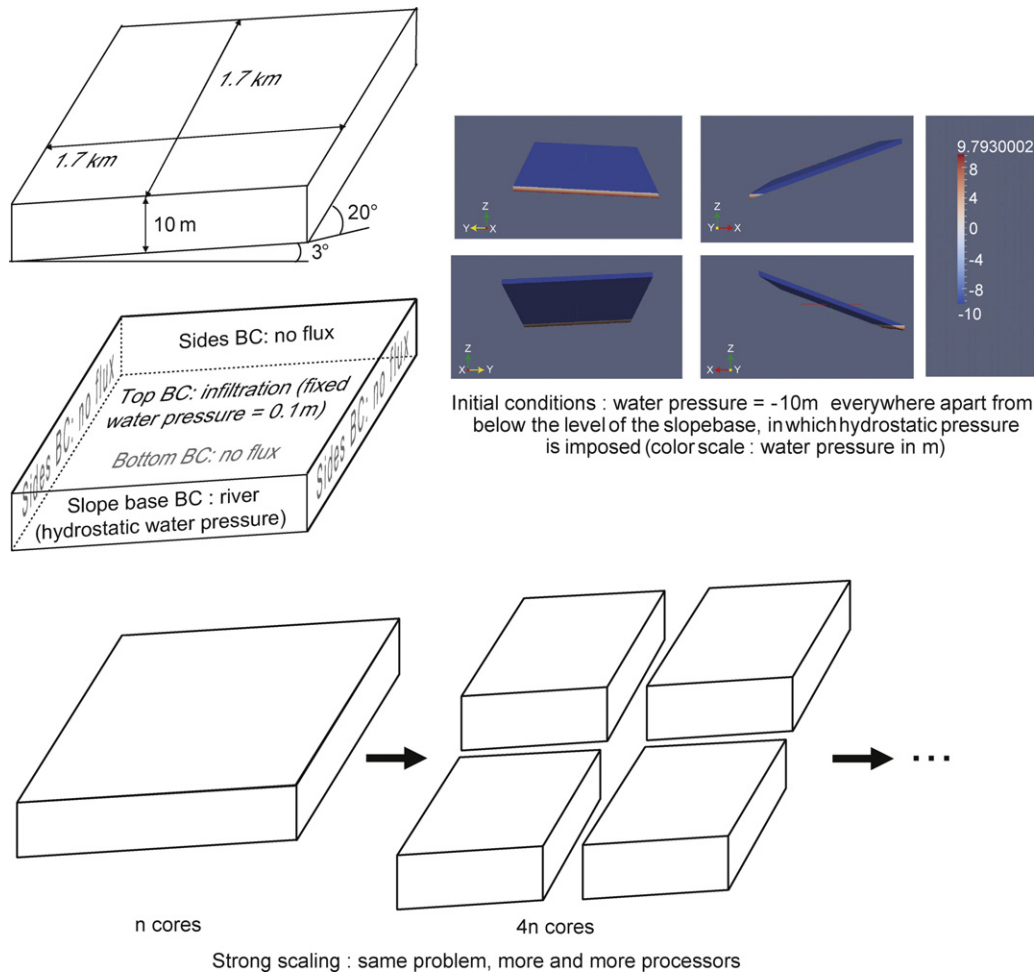 1.7 km
1.7 km
10 m
20°
3°
Sides BC: no flux
Sides BC: no flux
Top BC: infiltration (fixed
water pressure = 0.1m)
Bottom BC: no flux
Sides BC: no flux
Slope base BC : river
(hydrostatic water pressure)
Z
Y X
Z
Y X
Z
X Y
Z
X Y
9.7930002
8
4
0
-4
-8
-10
Initial conditions : water pressure = -10m everywhere apart from
below the level of the slopebase, in which hydrostatic pressure
is imposed (color scale : water pressure in m)
...
n cores
4n cores
Strong scaling : same problem, more and more processors